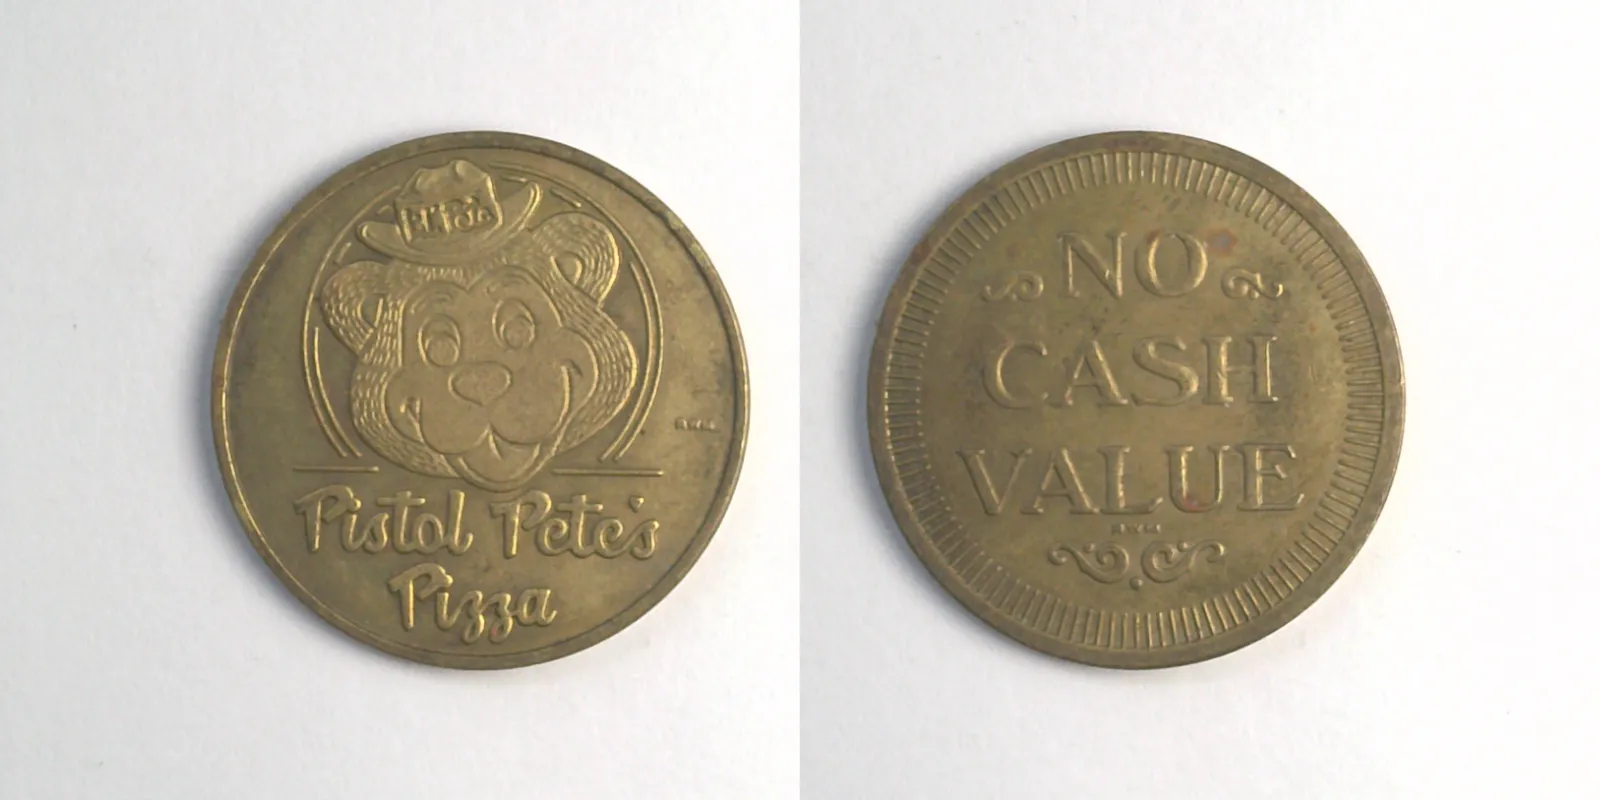 Pistol Pete's
Pizza
NO
CASH
VALUE